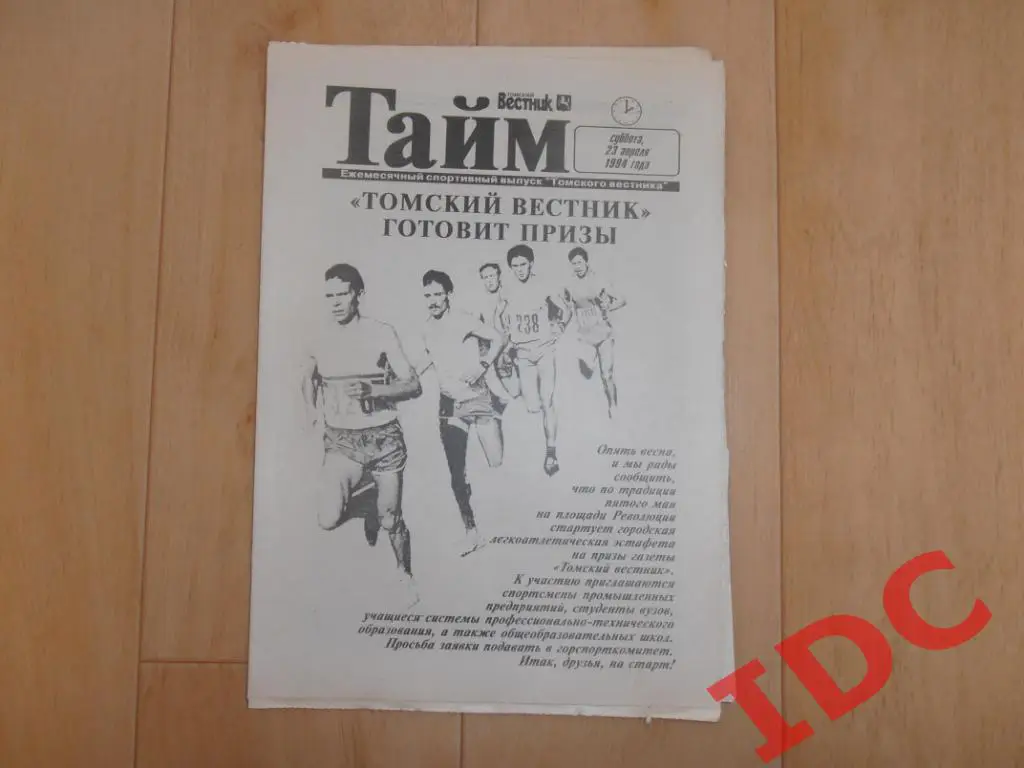 ТОМСКИЙ
Вестник
Тайм
суббота,
23 апреля
1994 года
Ежемесячный спортивный выпуск "Томского вестника"
«ТОМСКИЙ ВЕСТНИК»
ГОТОВИТ ПРИЗЫ
238
Опять весна,
и мы рады
сообщить,
что по традиции
пятого мая
на площади Революции
стартует городская
легкоатлетическая эстафета
на призы газеты
«Томский вестник».
К участию приглашаются
спортсмены промышленных
предприятий, студенты вузов,
учащиеся системы профессионально-технического
образования, а также общеобразовательных школ.
Просьба заявки подавать в горспорткомитет.
Итак, друзья, на старт!
IDC